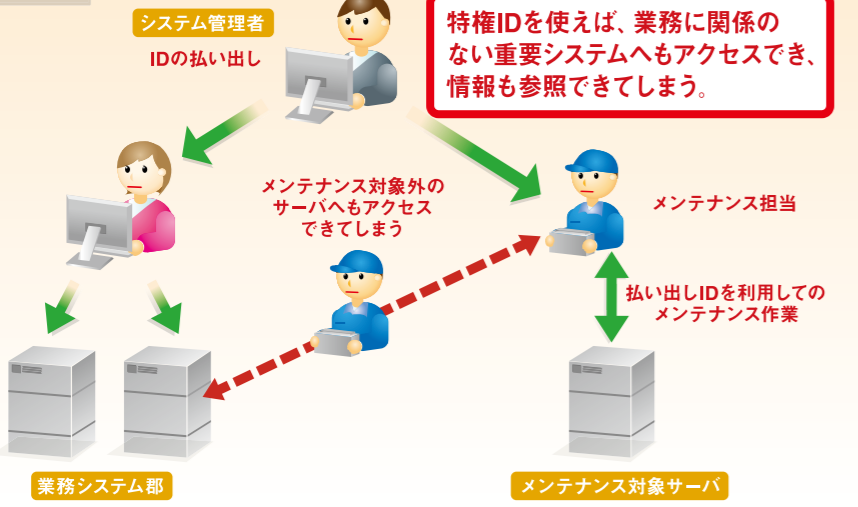 システム管理者
IDの払い出し
特権IDを使えば、業務に関係の
ない重要システムへもアクセスでき、
情報も参照できてしまう。
メンテナンス対象外の
サーバへもアクセス
できてしまう
メンテナンス担当
払い出しIDを利用しての
メンテナンス作業
業務システム郡
メンテナンス対象サーバ